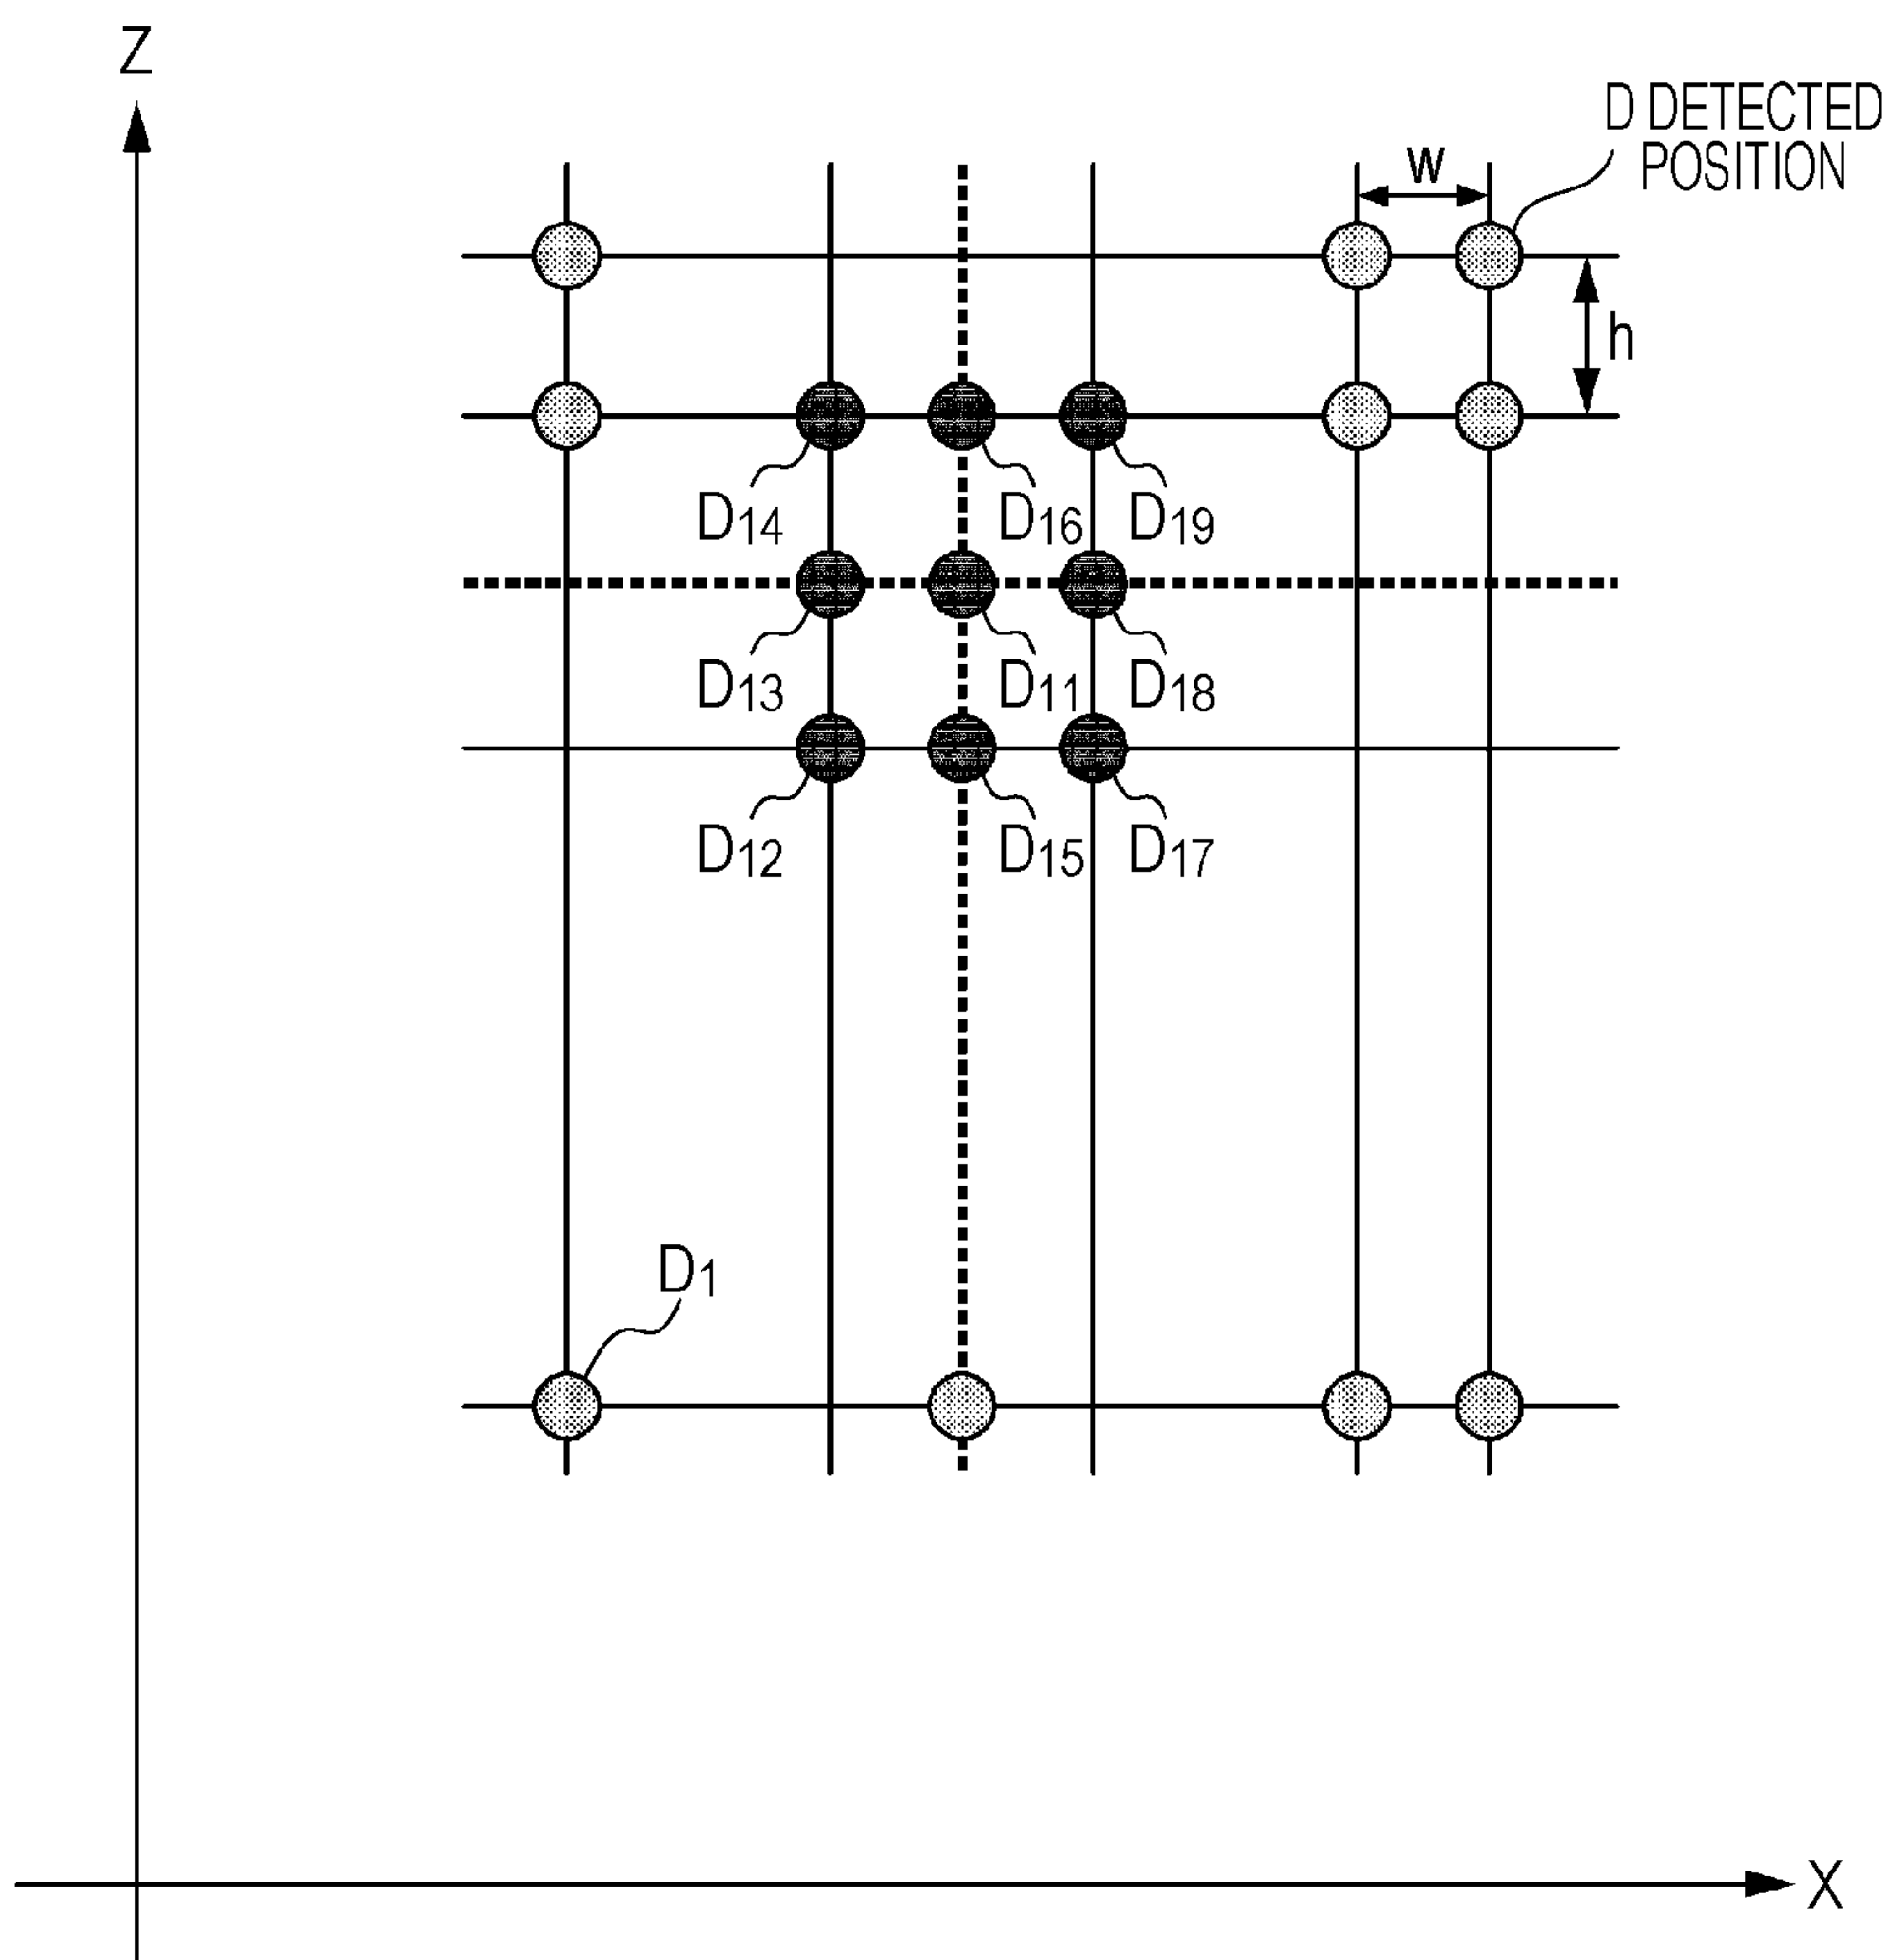 Z
D DETECTED
POSITION
w
h
D14 D16 D19
D13 D11 D18
D12 D15 D17
D1
X